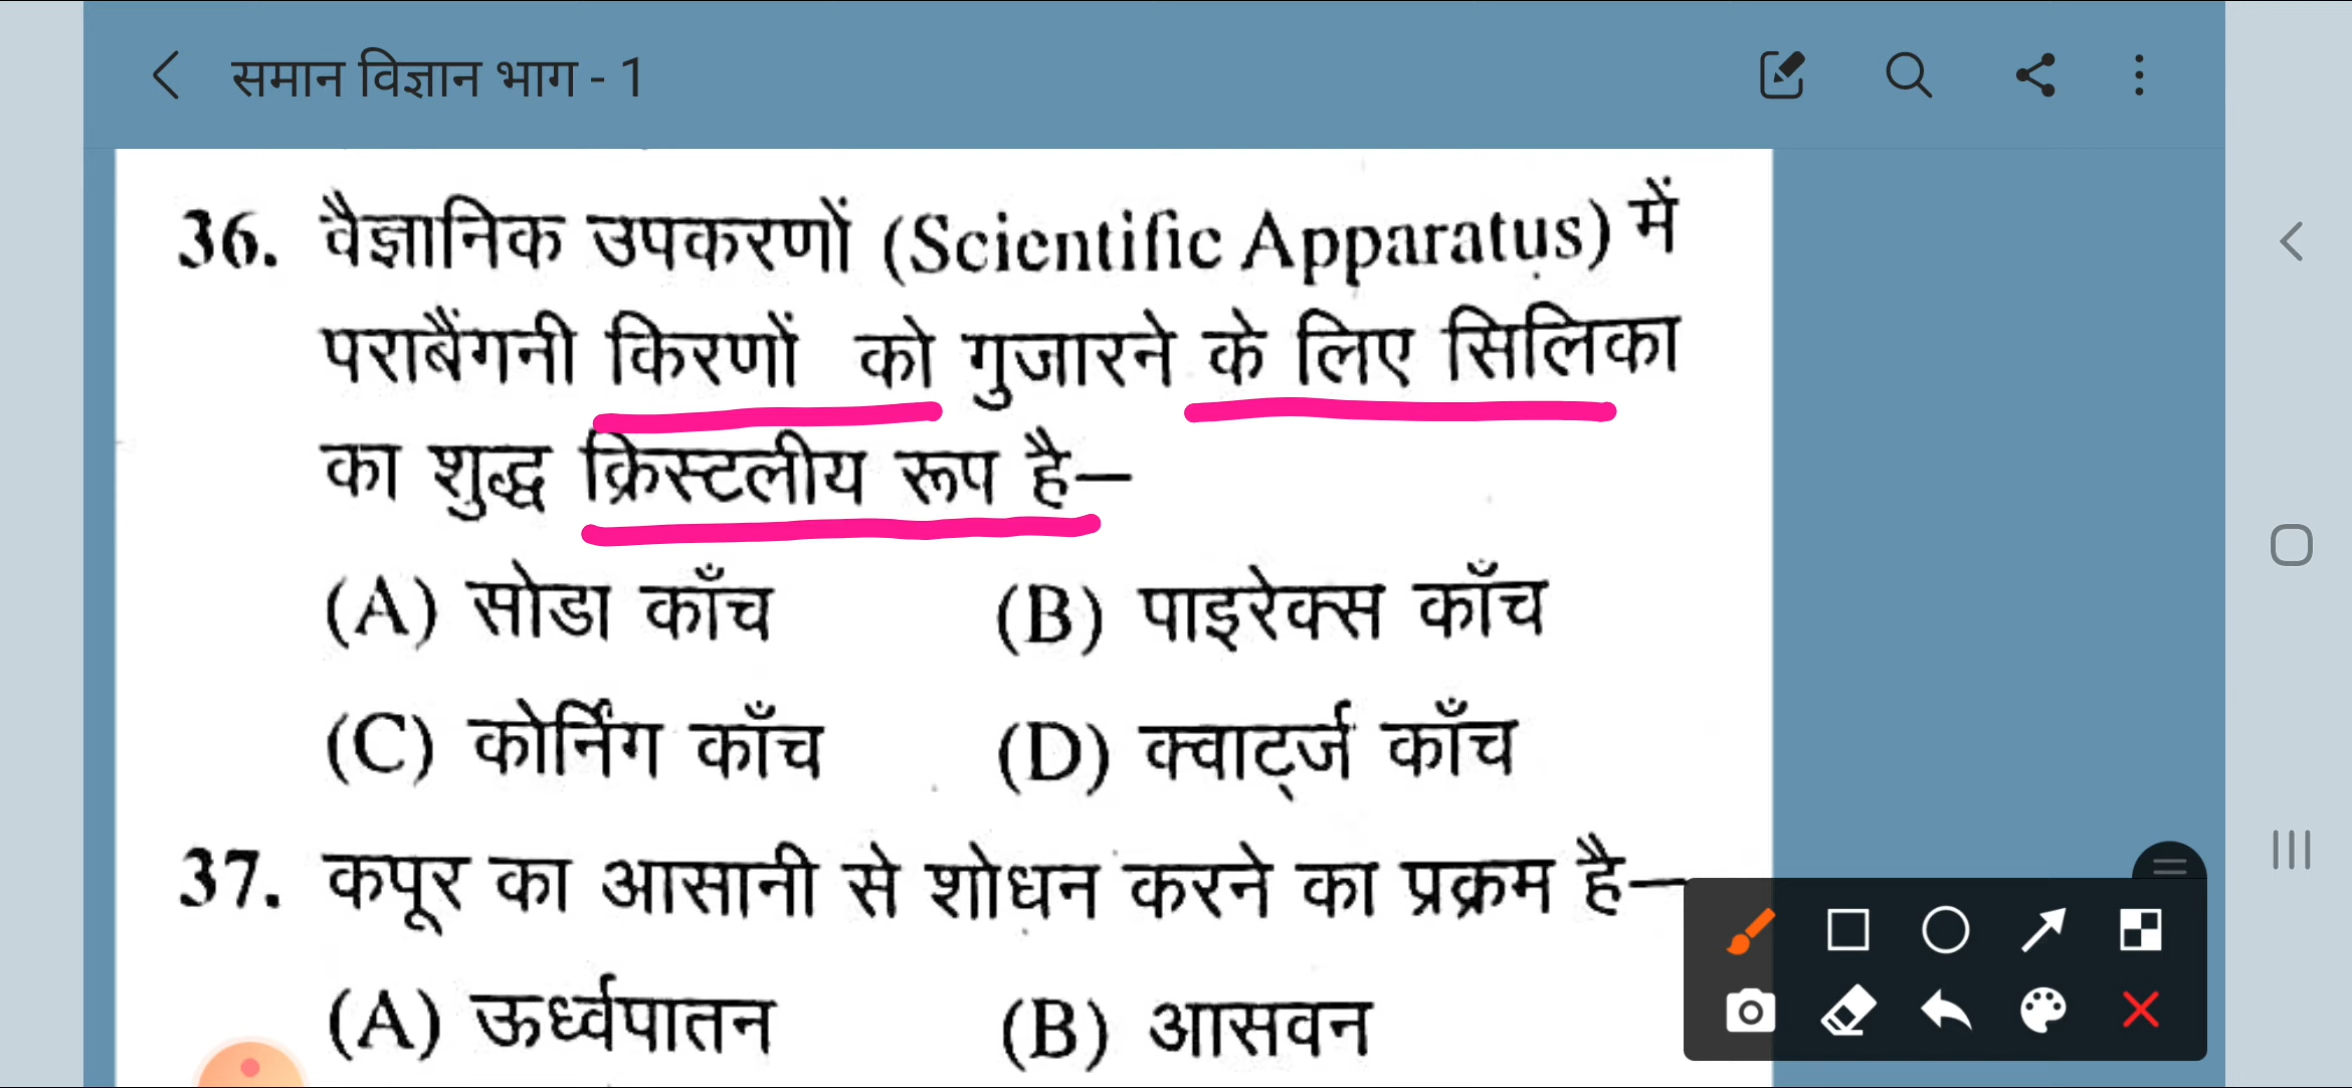 समान विज्ञान भाग - 1
36. वैज्ञानिक उपकरणों (Scientific Apparatus) में
पराबैंगनी किरणों को गुजारने के लिए सिलिका
का शुद्ध क्रिस्टलीय रूप है—
(A) सोडा काँच (B) पाइरेक्स काँच
(C) कोर्निंग काँच (D) क्वार्ट्ज काँच
37. कपूर का आसानी से शोधन करने का प्रक्रम है—
(A) ऊर्ध्वपातन (B) आसवन